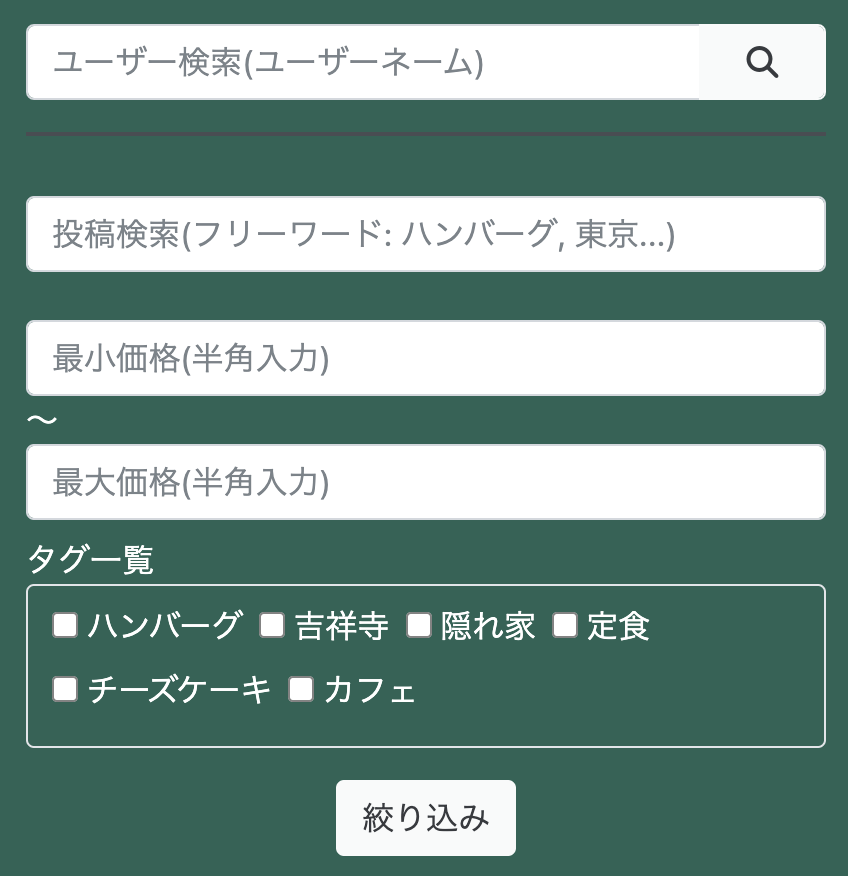 ユーザー検索(ユーザーネーム)
投稿検索(フリーワード: ハンバーグ, 東京...)
最小価格(半角入力)
〜
最大価格(半角入力)
タグ一覧
ハンバーグ 吉祥寺 隠れ家 定食
チーズケーキ カフェ
絞り込み